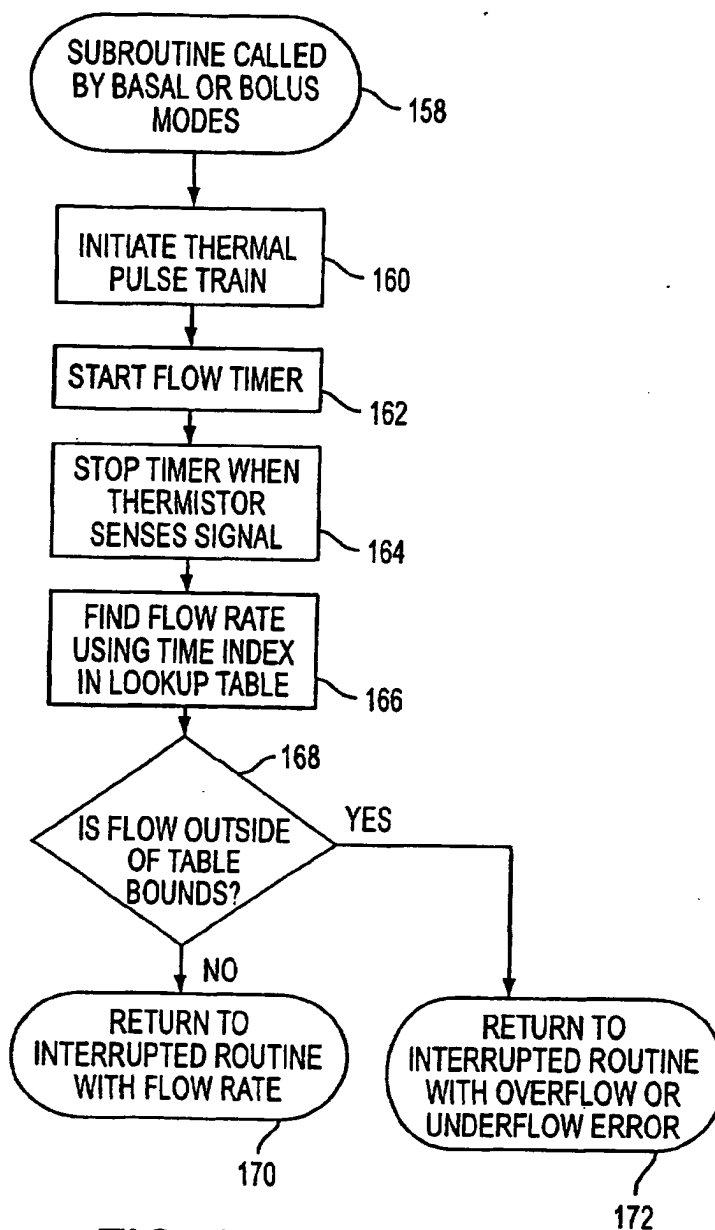 SUBROUTINE CALLED
BY BASAL OR BOLUS
MODES
158
INITIATE THERMAL
PULSE TRAIN
160
START FLOW TIMER
162
STOP TIMER WHEN
THERMISTOR
SENSES SIGNAL
164
FIND FLOW RATE
USING TIME INDEX
IN LOOKUP TABLE
166
168
IS FLOW OUTSIDE
OF TABLE
BOUNDS?
YES
NO
RETURN TO
INTERRUPTED ROUTINE
WITH FLOW RATE
170
RETURN TO
INTERRUPTED ROUTINE
WITH OVERFLOW OR
UNDERFLOW ERROR
172